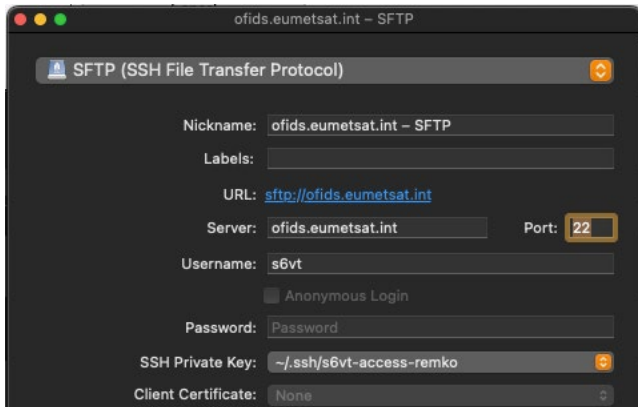 ofids.eumetsat.int – SFTP
SFTP (SSH File Transfer Protocol)
Nickname: ofids.eumetsat.int – SFTP
Labels:
URL: sftp://ofids.eumetsat.int
Server: ofids.eumetsat.int Port: 22
Username: s6vt
Anonymous Login
Password: Password
SSH Private Key: ~/.ssh/s6vt-access-remko
Client Certificate: None